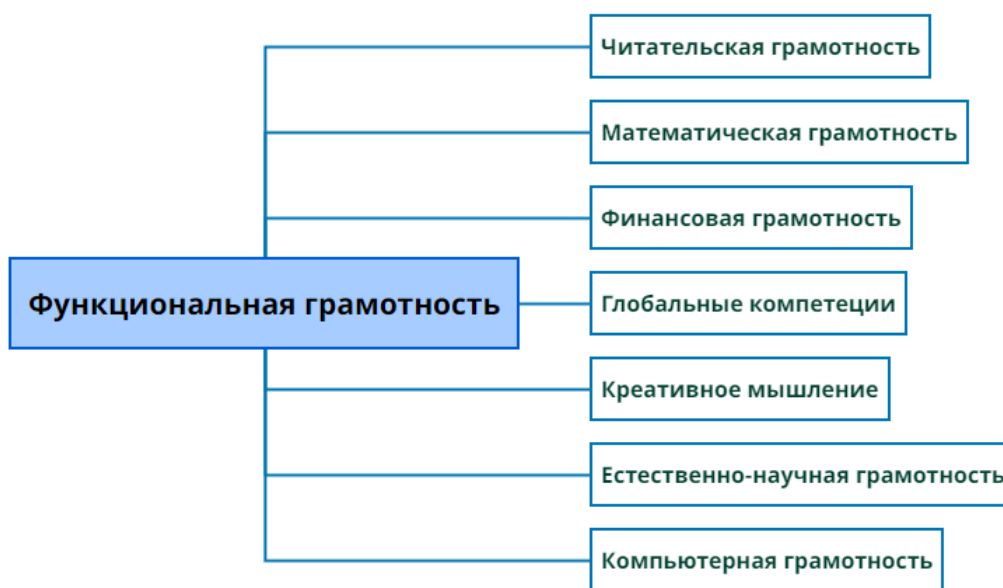 Читательская грамотность
Математическая грамотность
Финансовая грамотность
Функциональная грамотность
Глобальные компетеции
Креативное мышление
Естественно-научная грамотность
Компьютерная грамотность